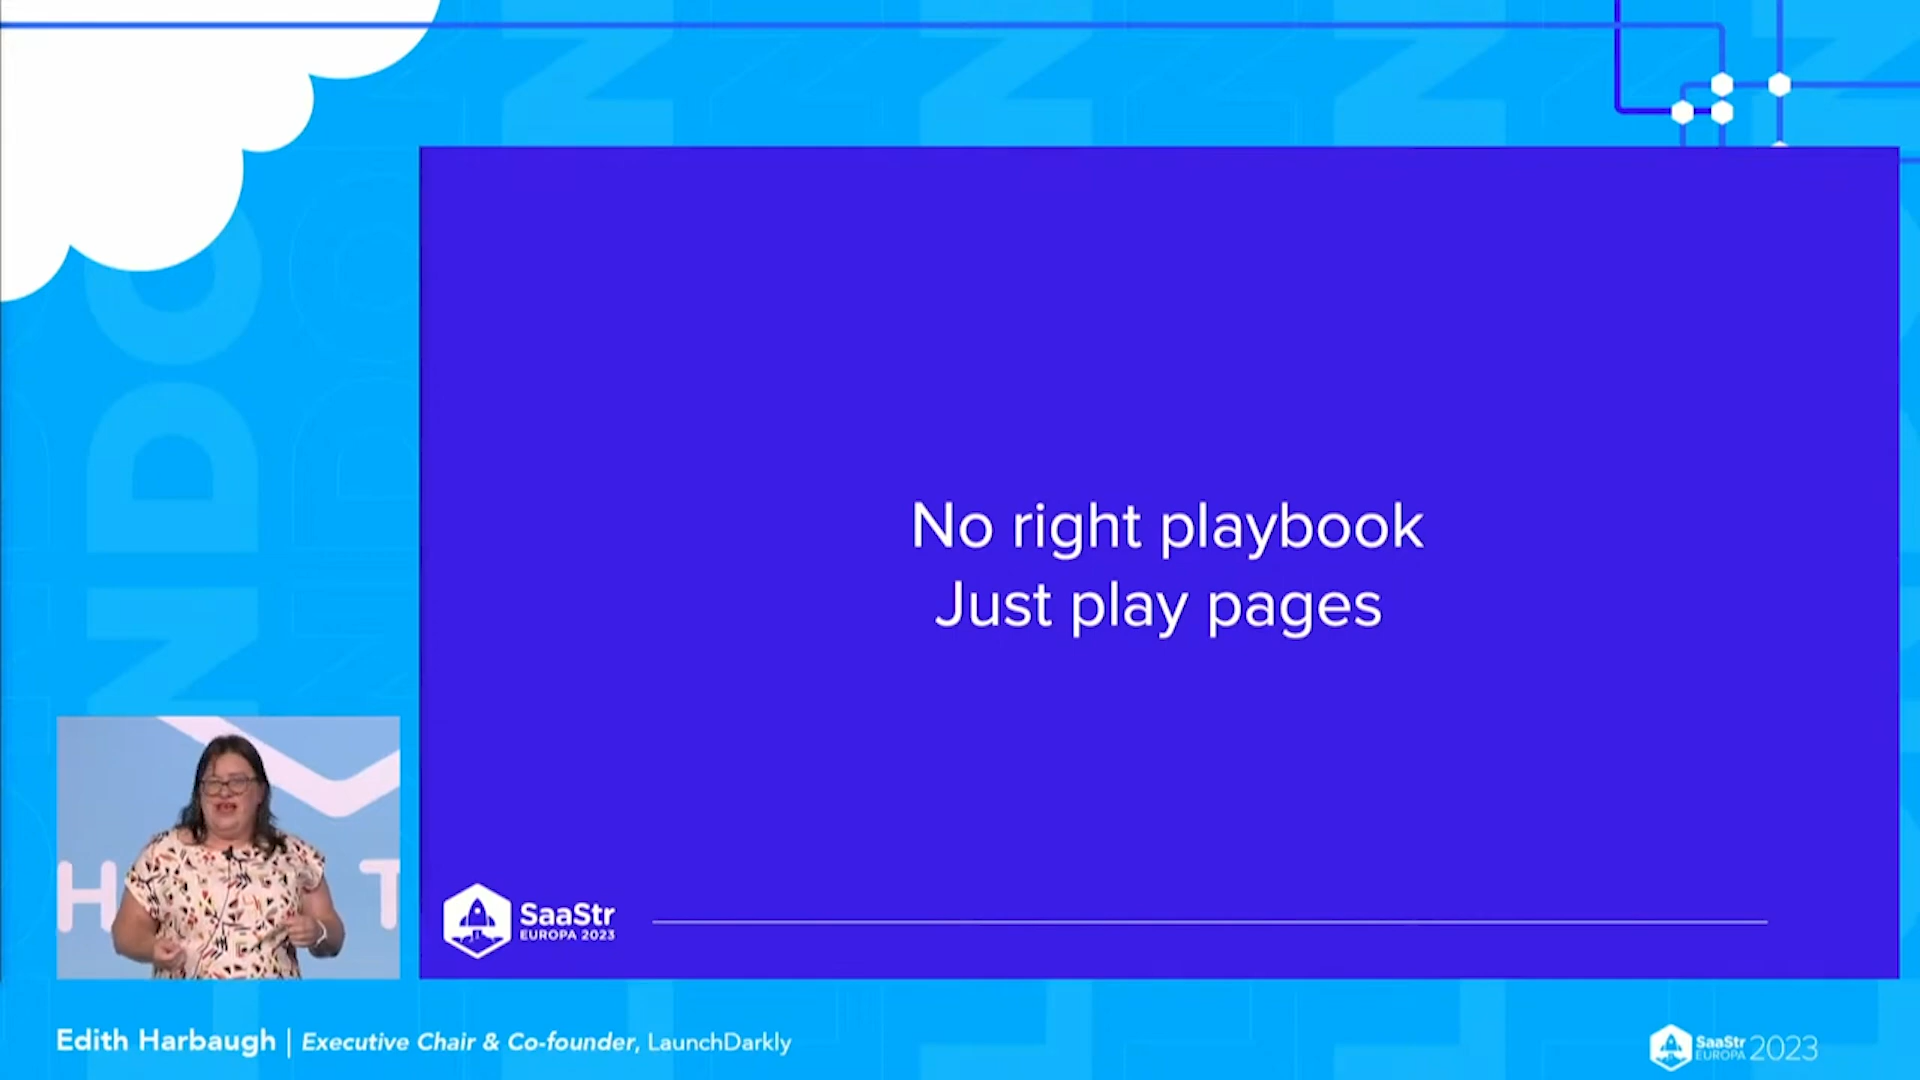 No right playbook
Just play pages
SaaStr
EUROPA 2023
Edith Harbaugh | Executive Chair & Co-founder, LaunchDarkly
SaaStr
EUROPA 2023